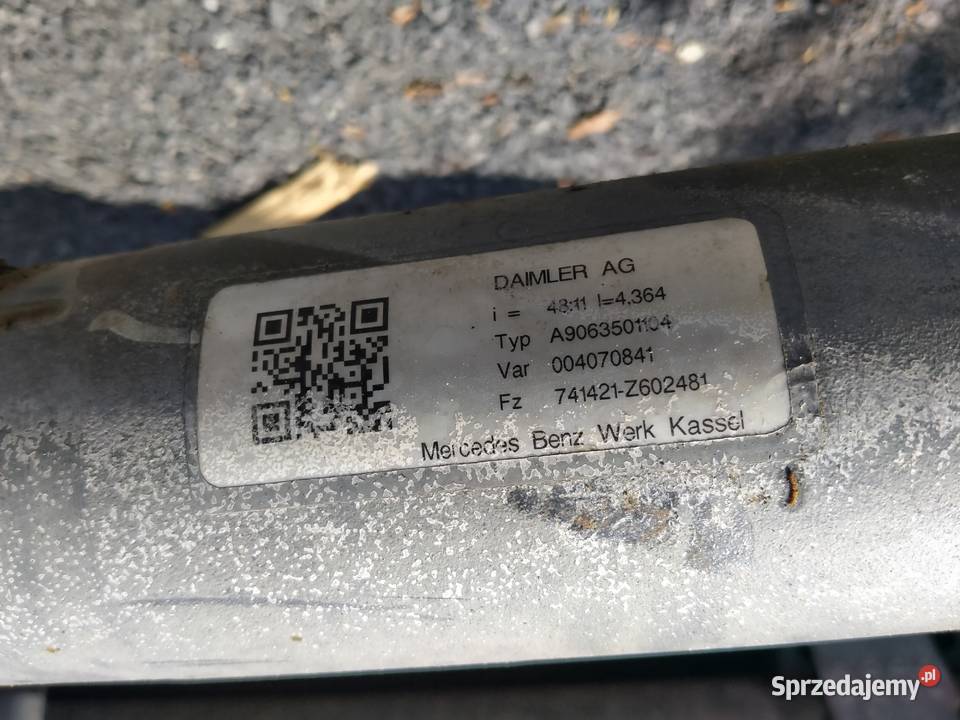 DAIMLER AG
i = 48:11 I=4.364
Typ A9063501104
Var 004070841
Fz 741421-Z602481
Mercedes Benz Werk Kassel
Sprzedajemy.pl